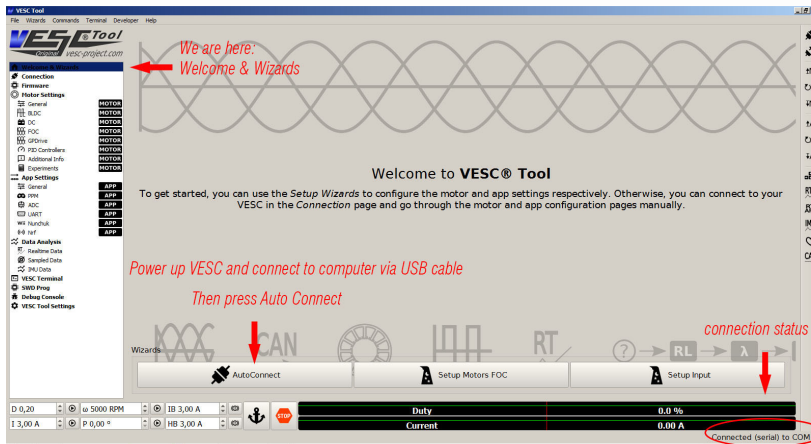 VESC Tool
File Wizards Commands Terminal Developer Help
VESC® Tool
Original vesc-project.com
Welcome & Wizards
Connection
Firmware
Motor Settings
General MOTOR
BLDC MOTOR
DC MOTOR
FOC MOTOR
GPDrive MOTOR
PID Controllers MOTOR
Additional Info MOTOR
Experiments MOTOR
App Settings
General APP
PPM APP
ADC APP
UART APP
Nunchuk APP
Nrf APP
Data Analysis
Realtime Data
Sampled Data
IMU Data
VESC Terminal
SWD Prog
Debug Console
VESC Tool Settings
We are here:
Welcome & Wizards
Welcome to VESC® Tool
To get started, you can use the Setup Wizards to configure the motor and app settings respectively. Otherwise, you can connect to your
VESC in the Connection page and go through the motor and app configuration pages manually.
Power up VESC and connect to computer via USB cable
Then press Auto Connect
connection status
Wizards
CAN
RT
? RL λ
AutoConnect
Setup Motors FOC
Setup Input
D 0,20 ω 5000 RPM IB 3,00 A
I 3,00 A P 0,00 ° HB 3,00 A
STOP
Duty 0.0 %
Current 0.00 A
Connected (serial) to COM